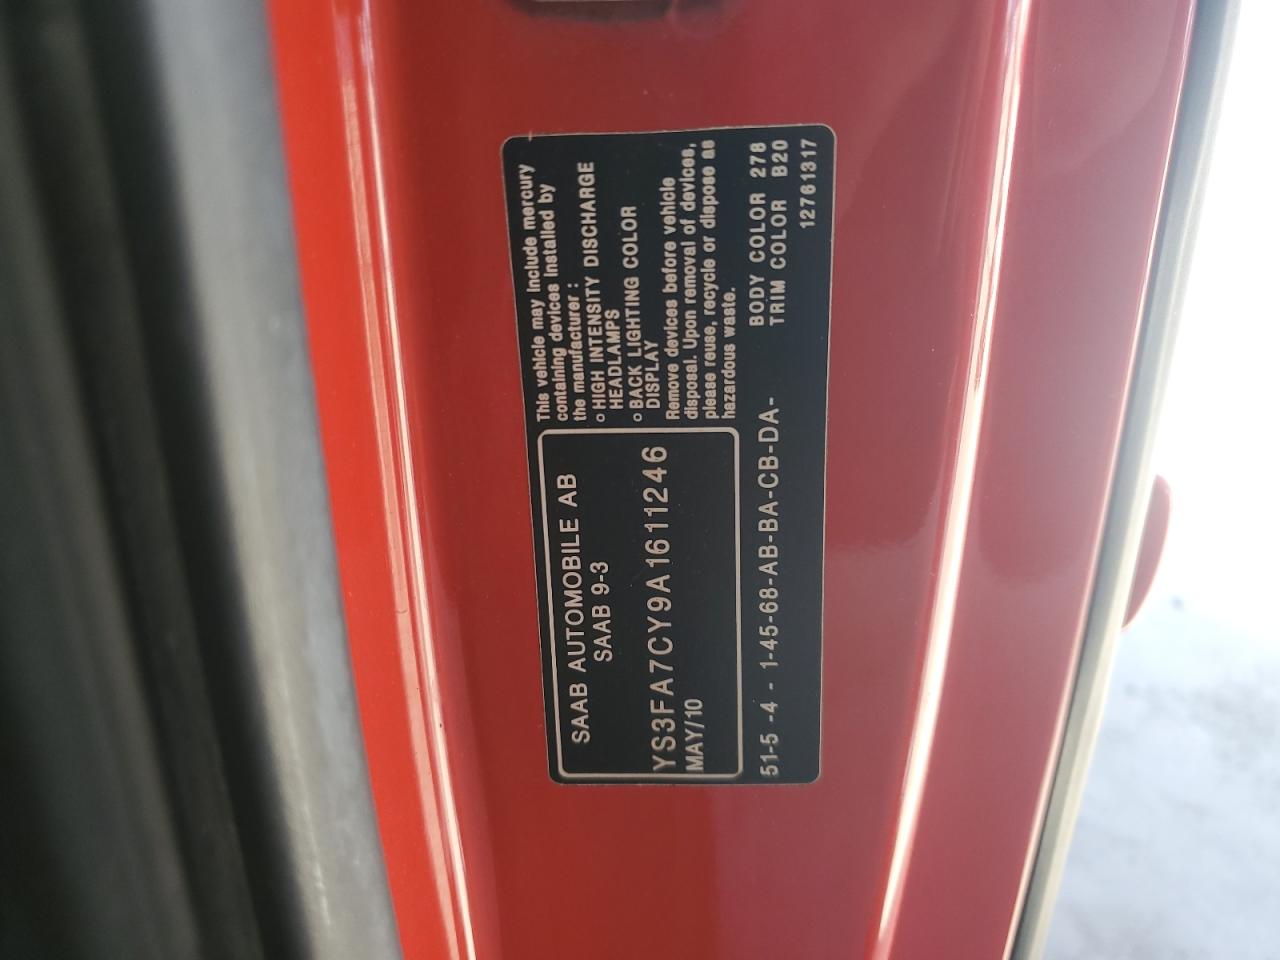 SAAB AUTOMOBILE AB
SAAB 9-3
YS3FA7CY9A1611246
MAY/10
This vehicle may include mercury
containing devices installed by
the manufacturer :
o HIGH INTENSITY DISCHARGE
HEADLAMPS
o BACK LIGHTING COLOR
DISPLAY
Remove devices before vehicle
disposal. Upon removal of devices,
please reuse, recycle or dispose as
hazardous waste.
51-5 -4 - 1-45-68-AB-BA-CB-DA-
BODY COLOR 278
TRIM COLOR B20
12761317